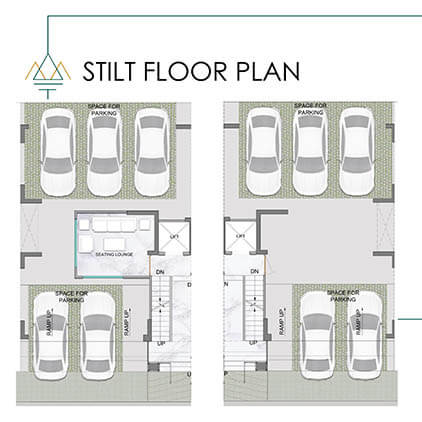 STILT FLOOR PLAN
SPACE FOR
PARKING
SPACE FOR
PARKING
LIFT
LIFT
SEATING LOUNGE
DN
DN
SPACE FOR
PARKING
SPACE FOR
PARKING
RAMP UP
RAMP UP
RAMP UP
RAMP UP
UP
UP
UP